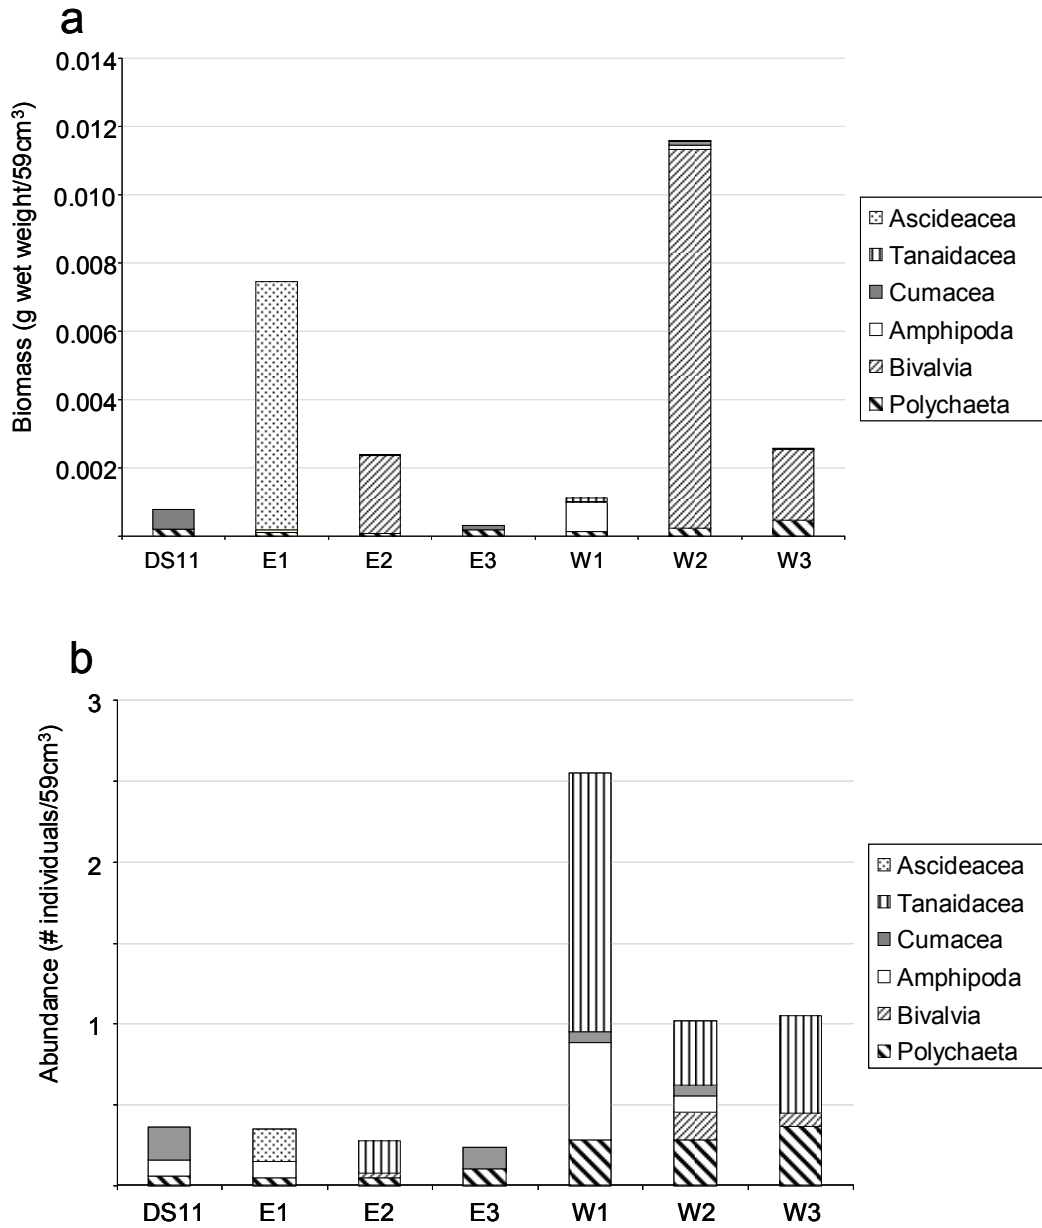 a
Biomass (g wet weight/59cm³)
0.014
0.012
0.010
0.008
0.006
0.004
0.002
DS11 E1 E2 E3 W1 W2 W3
Ascideacea
Tanaidacea
Cumacea
Amphipoda
Bivalvia
Polychaeta
b
Abundance (# individuals/59cm³)
3
2
1
DS11 E1 E2 E3 W1 W2 W3
Ascideacea
Tanaidacea
Cumacea
Amphipoda
Bivalvia
Polychaeta